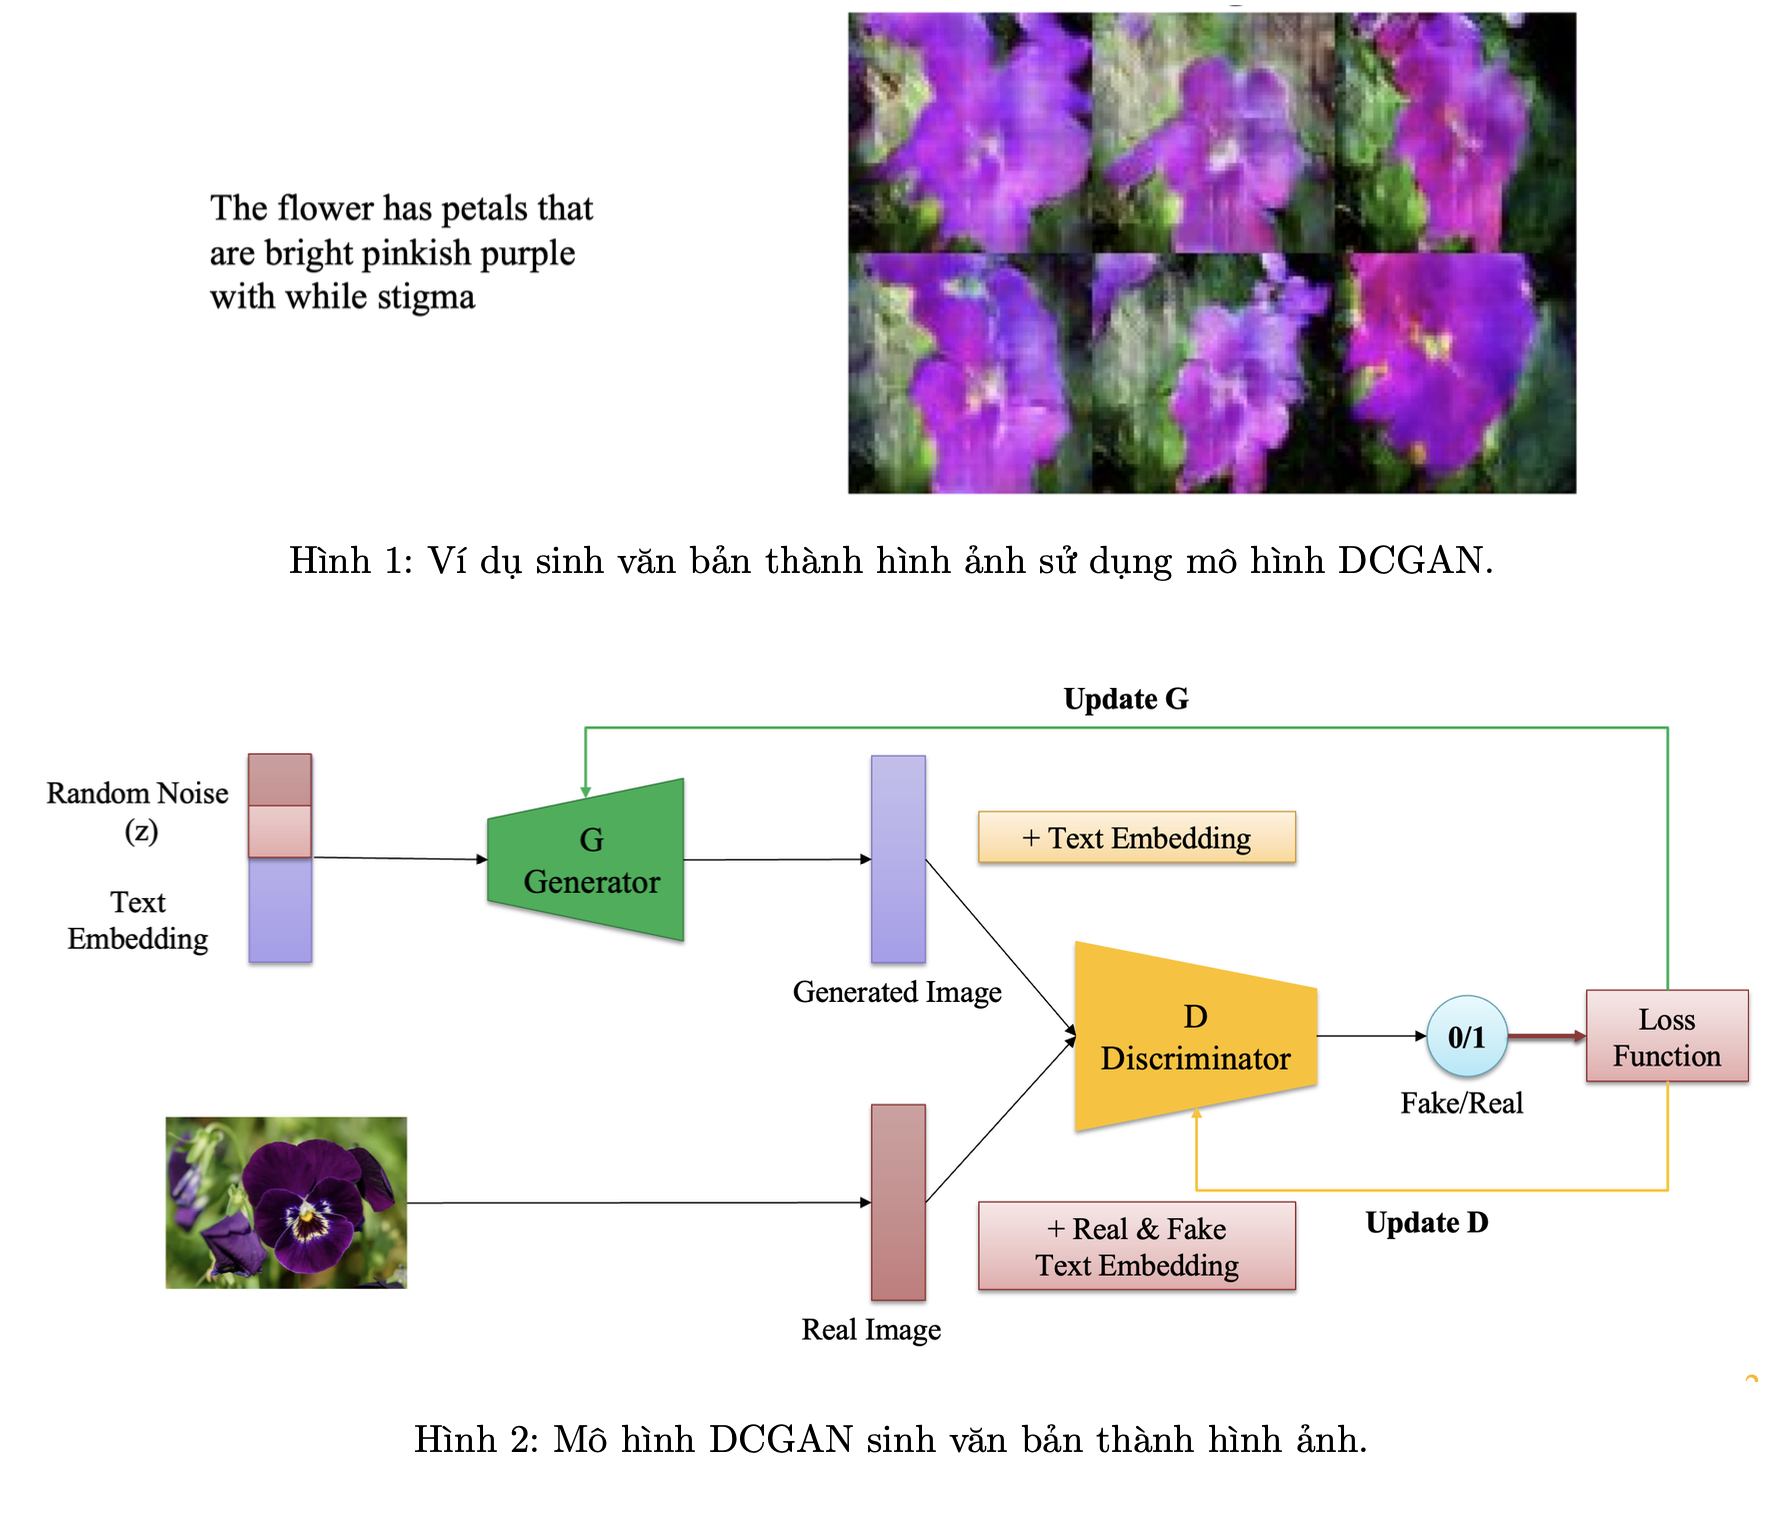 The flower has petals that
are bright pinkish purple
with while stigma
Hình 1: Ví dụ sinh văn bản thành hình ảnh sử dụng mô hình DCGAN.
Update G
Random Noise
(z)
Text
Embedding
G
Generator
Generated Image
+ Text Embedding
D
Discriminator
0/1
Fake/Real
Loss
Function
Update D
+ Real & Fake
Text Embedding
Real Image
Hình 2: Mô hình DCGAN sinh văn bản thành hình ảnh.